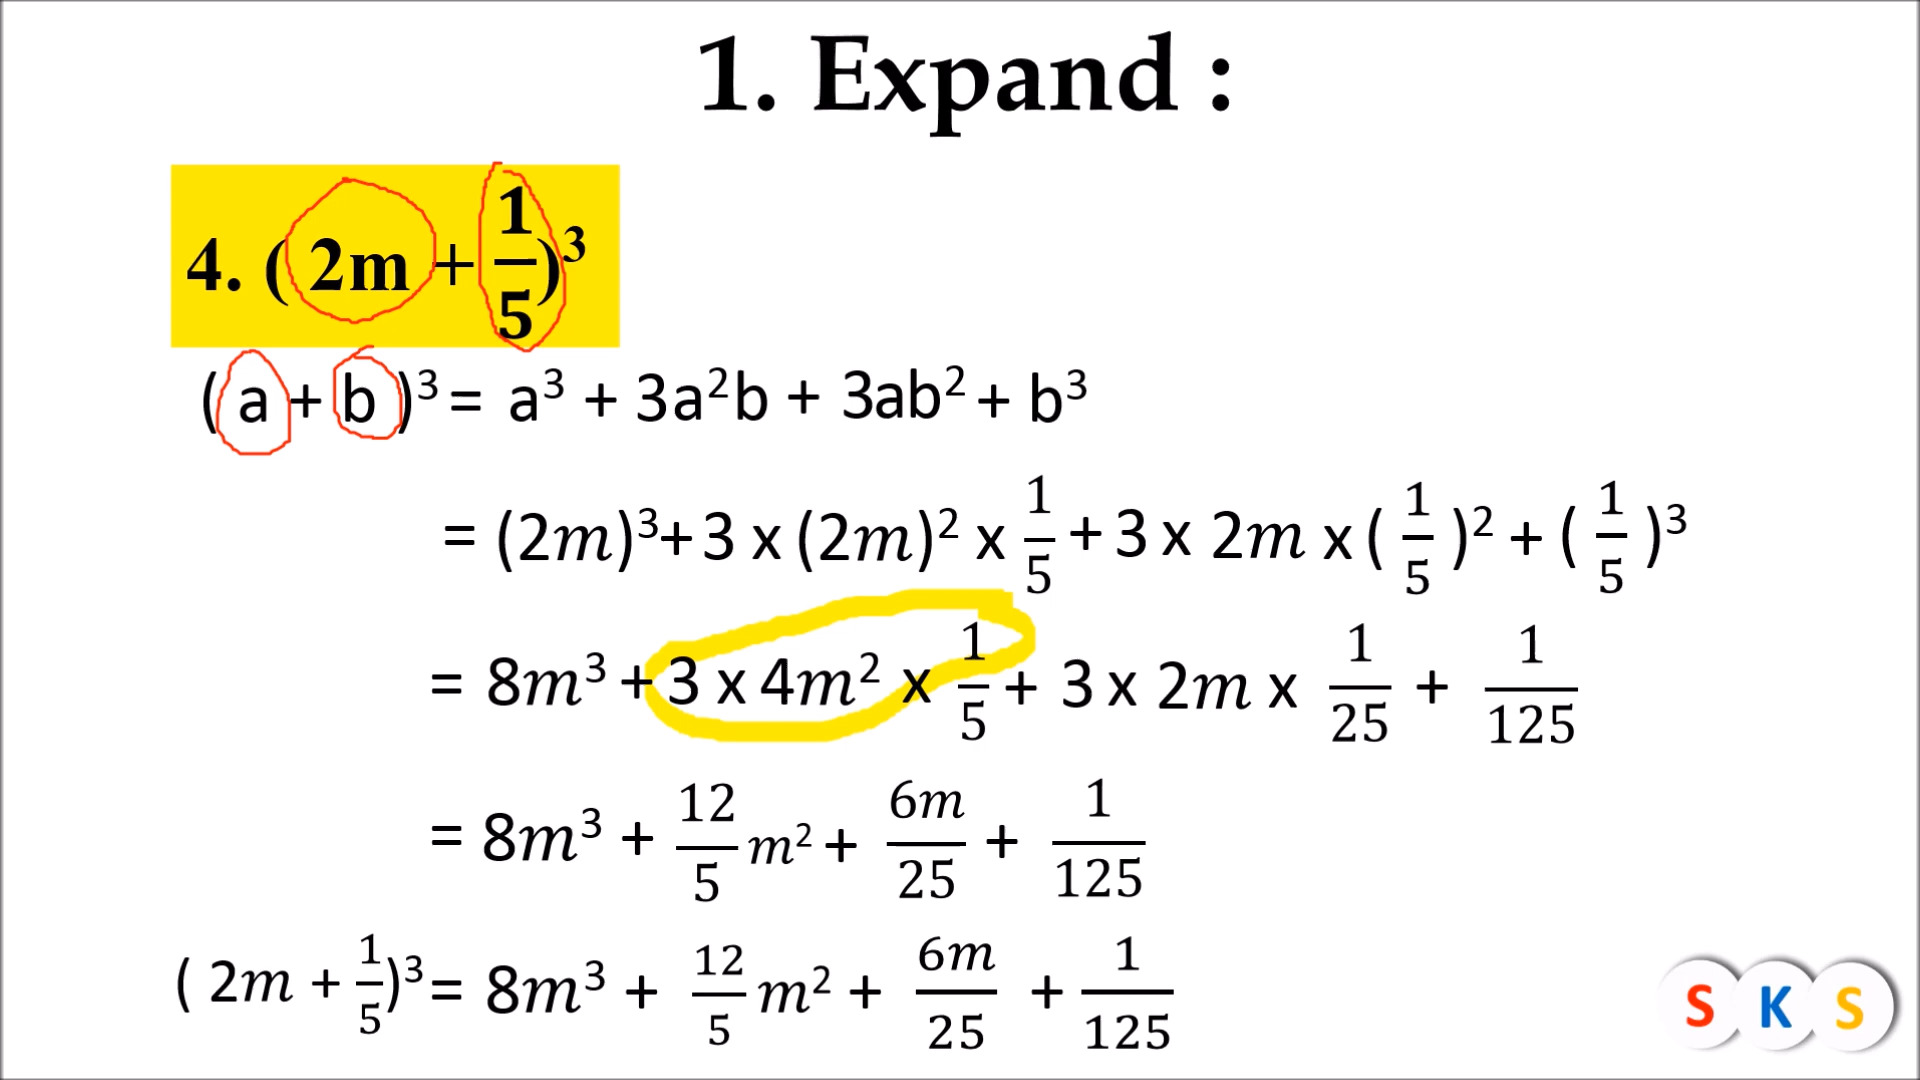 1. Expand :
4. ( 2m + 1/5 )³
( a + b )³ = a³ + 3a²b + 3ab² + b³
= (2m)³ + 3 x (2m)² x 1/5 + 3 x 2m x ( 1/5 )² + ( 1/5 )³
= 8m³ + 3 x 4m² x 1/5 + 3 x 2m x 1/25 + 1/125
= 8m³ + 12/5 m² + 6m/25 + 1/125
( 2m + 1/5 )³ = 8m³ + 12/5 m² + 6m/25 + 1/125
S K S